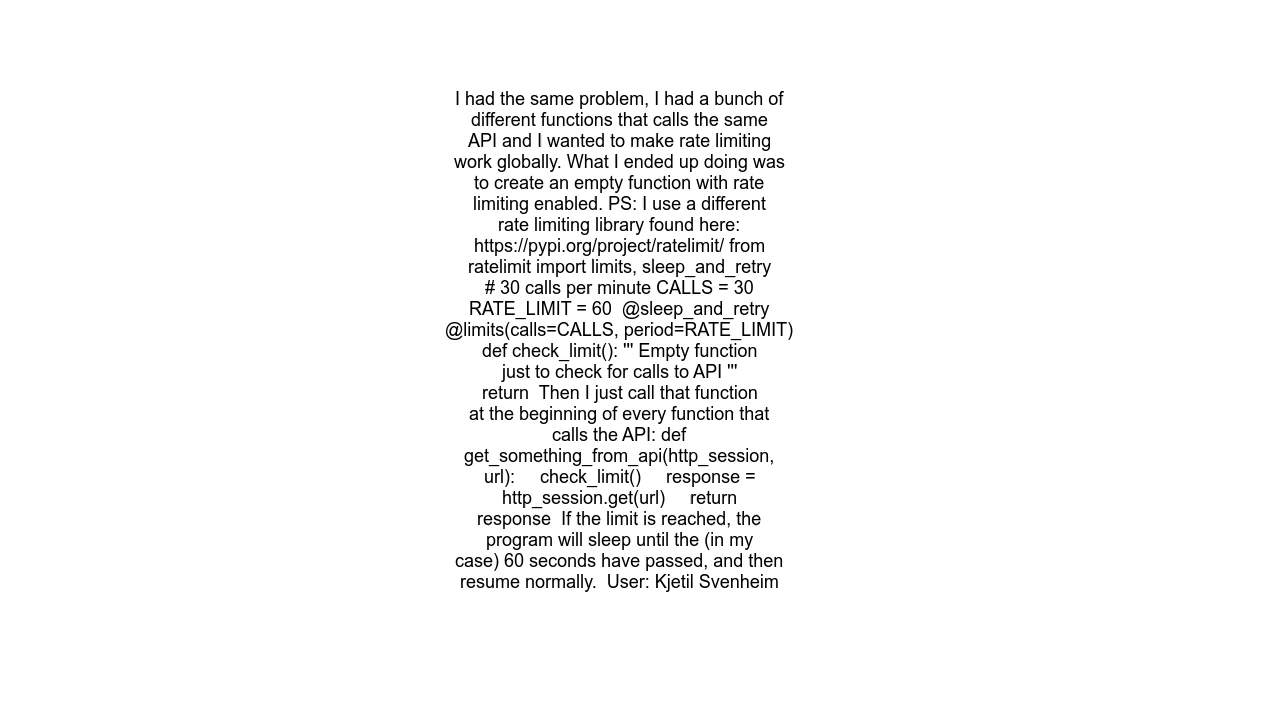 I had the same problem, I had a bunch of
different functions that calls the same
API and I wanted to make rate limiting
work globally. What I ended up doing was
to create an empty function with rate
limiting enabled. PS: I use a different
rate limiting library found here:
https://pypi.org/project/ratelimit/ from
ratelimit import limits, sleep_and_retry
# 30 calls per minute CALLS = 30
RATE_LIMIT = 60  @sleep_and_retry
@limits(calls=CALLS, period=RATE_LIMIT)
def check_limit(): ''' Empty function
just to check for calls to API '''
return  Then I just call that function
at the beginning of every function that
calls the API: def
get_something_from_api(http_session,
url):     check_limit()     response =
http_session.get(url)     return
response  If the limit is reached, the
program will sleep until the (in my
case) 60 seconds have passed, and then
resume normally.  User: Kjetil Svenheim